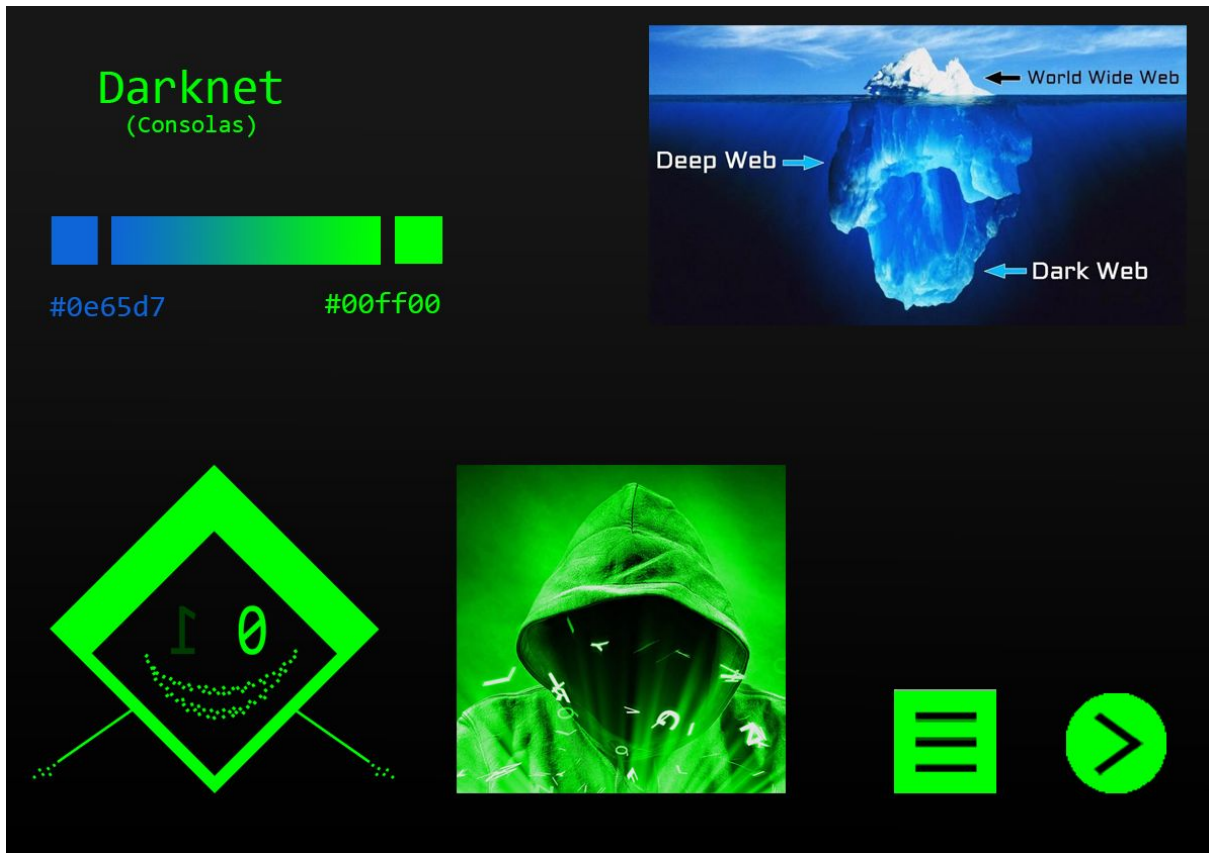 Darknet
(Consolas)
#0e65d7
#00ff00
World Wide Web
Deep Web
Dark Web
1 0